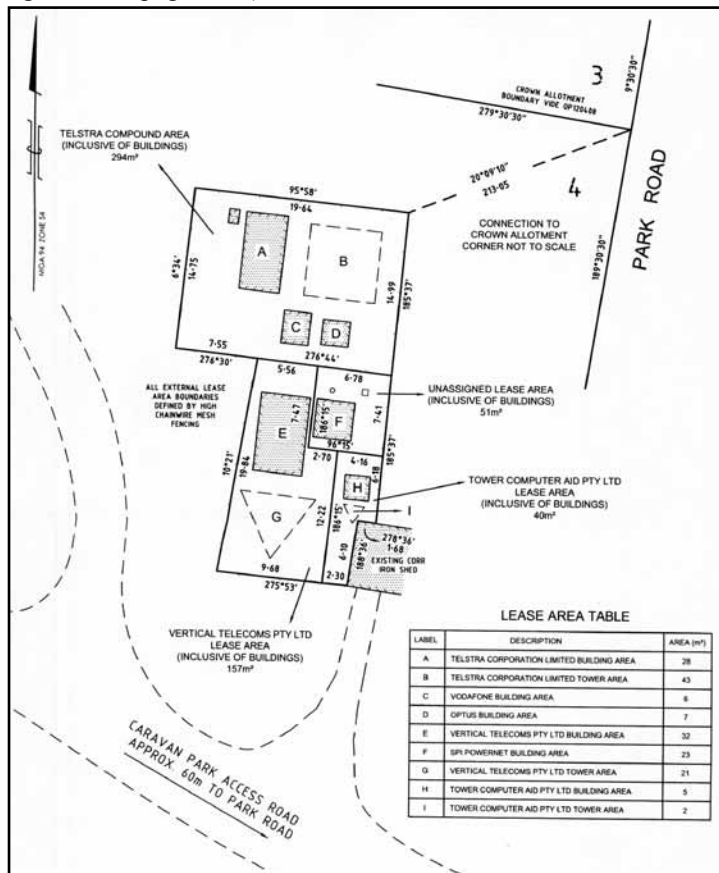 3
9°30'30"
CROWN ALLOTMENT
BOUNDARY VIDE OP120408
279°30'30"
TELSTRA COMPOUND AREA
(INCLUSIVE OF BUILDINGS)
294m²
MGA 94 ZONE 54
20°09'10"
213·05
4
PARK ROAD
189°30'30"
CONNECTION TO
CROWN ALLOTMENT
CORNER NOT TO SCALE
95°58'
19·64
6°34'
14·75
A
B
14·99
185°37'
C
D
7·55
276°44'
276°30'
5·56
6·78
ALL EXTERNAL LEASE
AREA BOUNDARIES
DEFINED BY HIGH
CHAINWIRE MESH
FENCING
UNASSIGNED LEASE AREA
(INCLUSIVE OF BUILDINGS)
51m²
7·47
186°15'
7·41
E
F
96°15'
185°37'
2·70
4·16
10°21'
19·84
H
6·18
TOWER COMPUTER AID PTY LTD
LEASE AREA
(INCLUSIVE OF BUILDINGS)
40m²
G
12·22
186°15'
I
278°36'
1·68
EXISTING CORR
IRON SHED
6·10
188°36'
9·68
2·30
275°53'
VERTICAL TELECOMS PTY LTD
LEASE AREA
(INCLUSIVE OF BUILDINGS)
157m²
CARAVAN PARK ACCESS ROAD
APPROX. 60m TO PARK ROAD
LEASE AREA TABLE
LABEL DESCRIPTION AREA (m²)
A TELSTRA CORPORATION LIMITED BUILDING AREA 28
B TELSTRA CORPORATION LIMITED TOWER AREA 43
C VODAFONE BUILDING AREA 6
D OPTUS BUILDING AREA 7
E VERTICAL TELECOMS PTY LTD BUILDING AREA 32
F SPI POWERNET BUILDING AREA 23
G VERTICAL TELECOMS PTY LTD TOWER AREA 21
H TOWER COMPUTER AID PTY LTD BUILDING AREA 5
I TOWER COMPUTER AID PTY LTD TOWER AREA 2